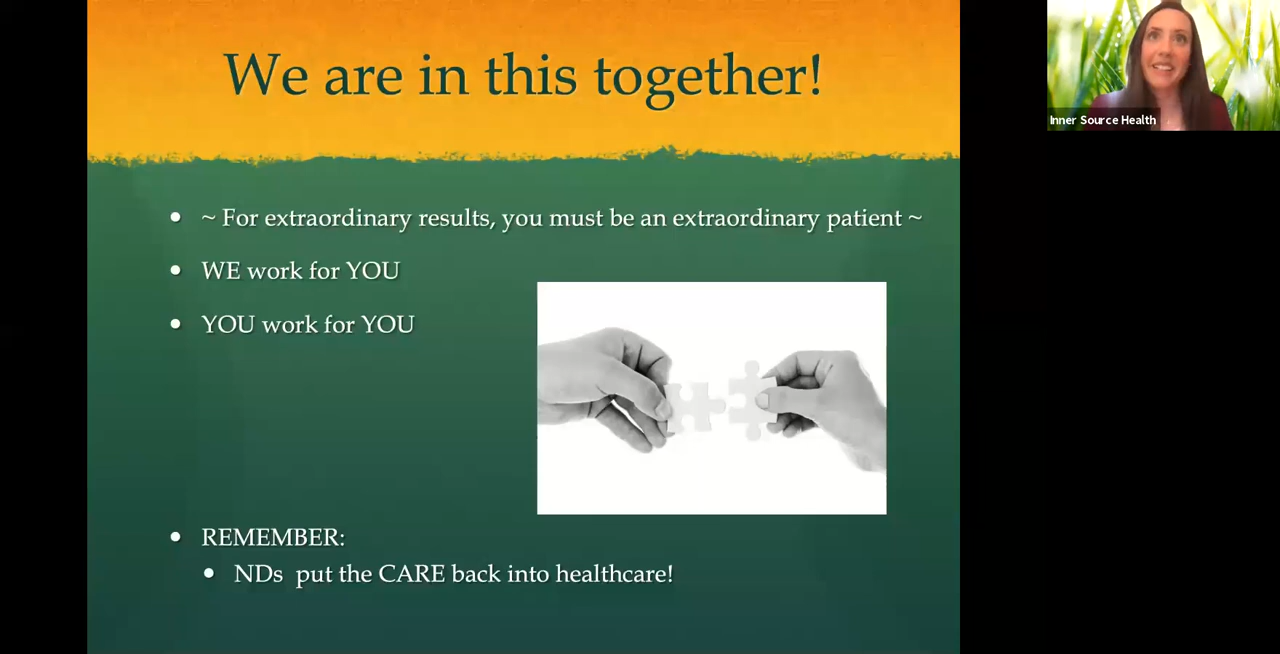 We are in this together!
~ For extraordinary results, you must be an extraordinary patient ~
WE work for YOU
YOU work for YOU
REMEMBER:
NDs put the CARE back into healthcare!
Inner Source Health